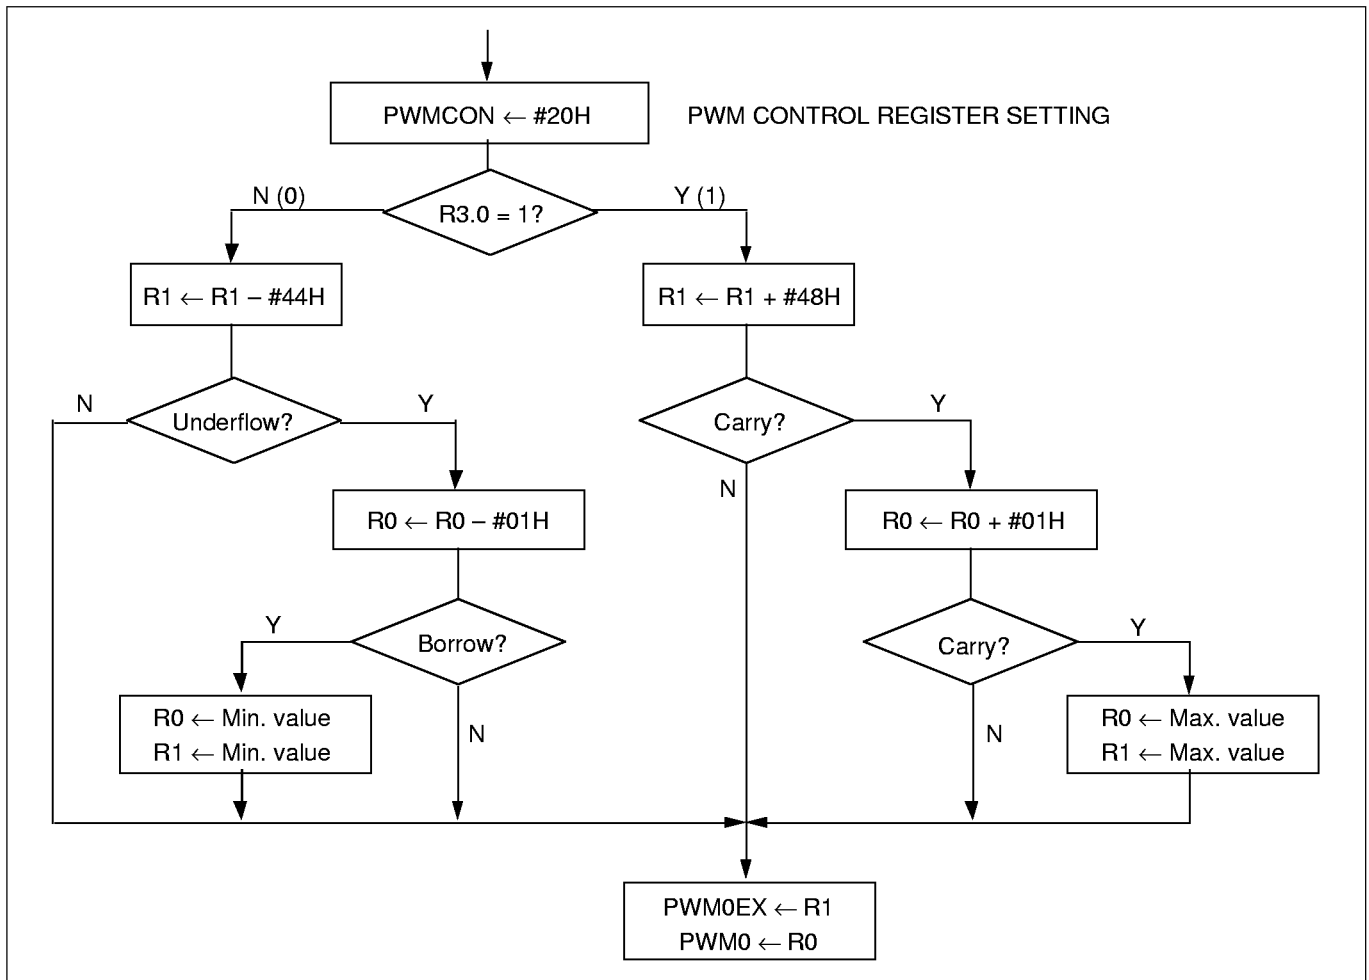 PWMCON ← #20H
PWM CONTROL REGISTER SETTING
N (0)
R3.0 = 1?
Y (1)
R1 ← R1 – #44H
R1 ← R1 + #48H
N
Underflow?
Y
Carry?
Y
N
R0 ← R0 – #01H
R0 ← R0 + #01H
Y
Borrow?
Carry?
Y
R0 ← Min. value
R1 ← Min. value
N
N
R0 ← Max. value
R1 ← Max. value
PWM0EX ← R1
PWM0 ← R0